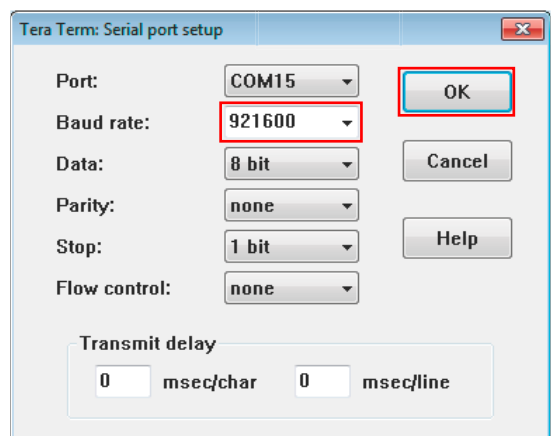 Tera Term: Serial port setup
Port: COM15 OK
Baud rate: 921600
Data: 8 bit Cancel
Parity: none
Stop: 1 bit Help
Flow control: none
Transmit delay
0 msec/char 0 msec/line